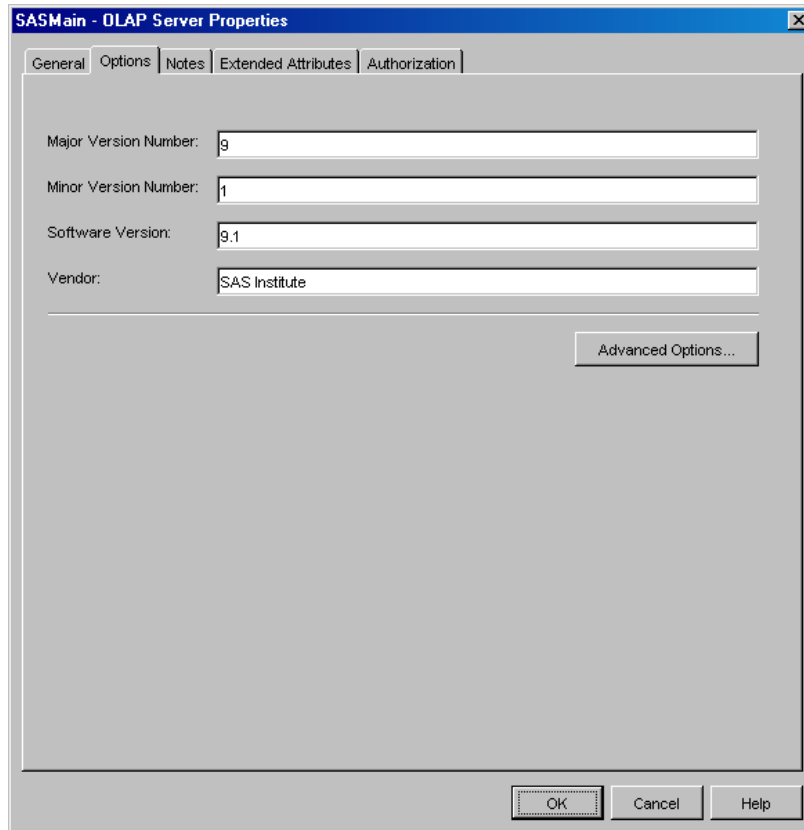 SASMain - OLAP Server Properties
General Options Notes Extended Attributes Authorization
Major Version Number: 9
Minor Version Number: 1
Software Version: 9.1
Vendor: SAS Institute
Advanced Options...
OK Cancel Help